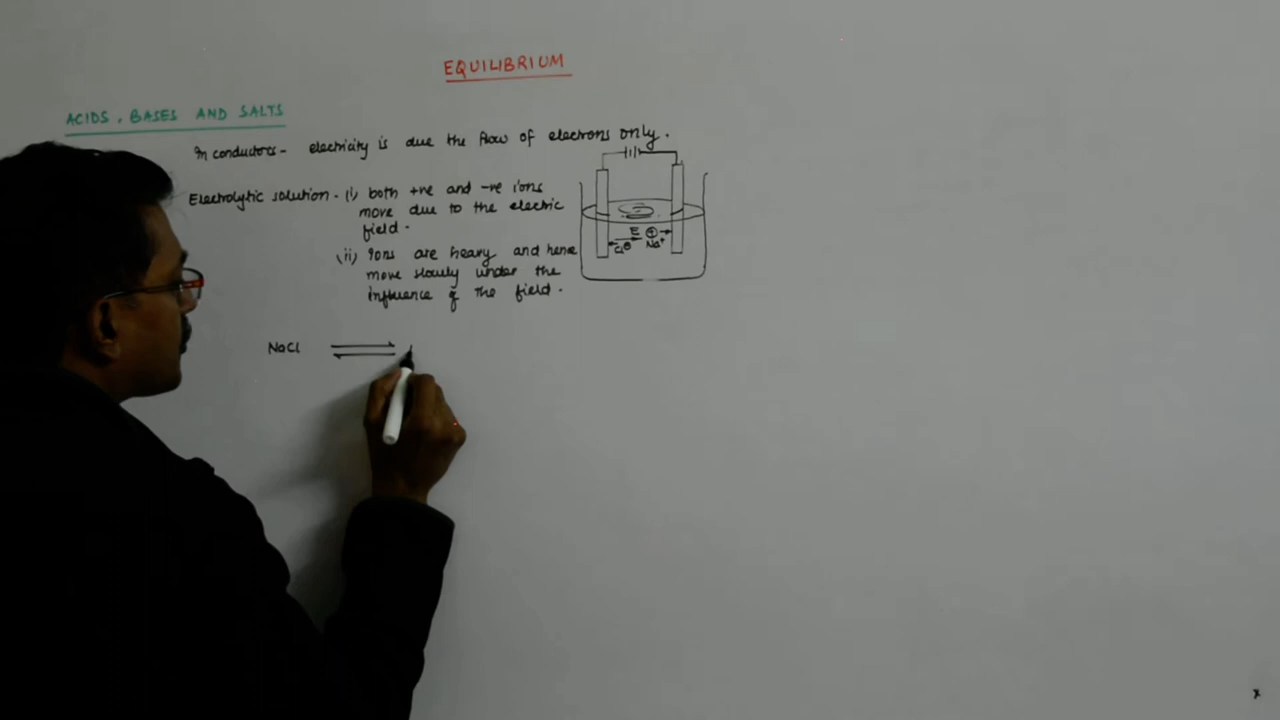 EQUILIBRIUM
ACIDS, BASES AND SALTS
In conductors - electricity is due the flow of electrons only.
Electrolytic solution - (i) both +ve and -ve ions
move due to the electric
field.
(ii) Ions are heavy and hence
move slowly under the
influence of the field.
E +
Cl⊖ Na+
NaCl ⇌
x